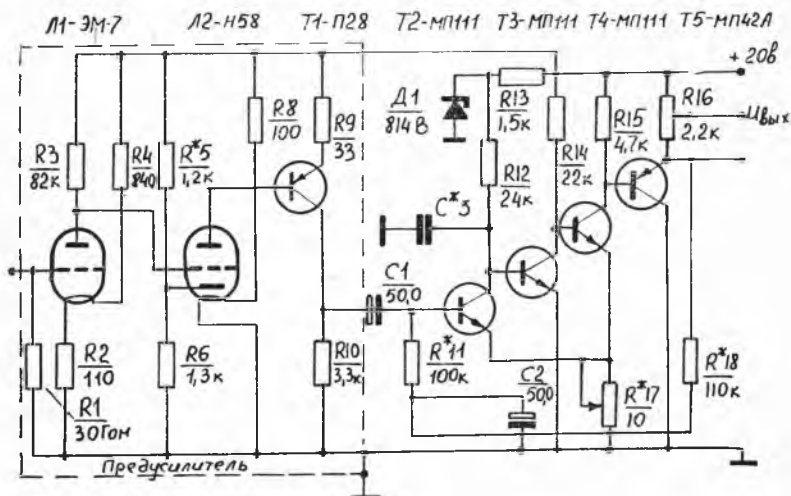 Л1-ЭМ-7 Л2-Н58 Т1-П28 Т2-МП111 Т3-МП111 Т4-МП111 Т5-МП42А
+20в
R3
82к
R4
840
R*5
1,2к
R8
100
R9
33
Д1
814В
R13
1,5к
R12
24к
R14
22к
R15
4,7к
R16
2,2к
Uвых
C*3
C1
50,0
R2
110
R1
30Гом
R6
1,3к
R10
3,3к
R*11
100к
C2
50,0
R*17
10
R*18
110к
Предусилитель